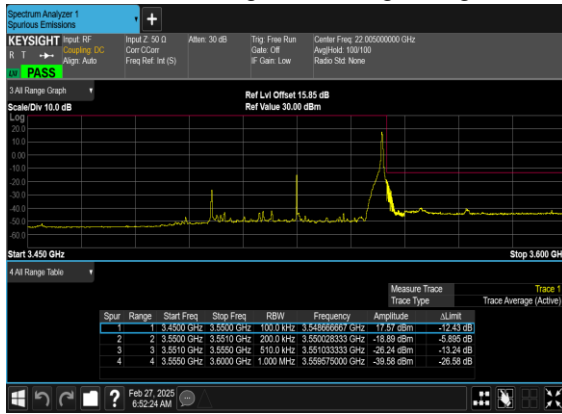 Spectrum Analyzer 1
Spurious Emissions
+
KEYSIGHT Input: RF Input Z: 50 Ω Atten: 30 dB Trig: Free Run Center Freq: 22.005000000 GHz
R T Coupling: DC Corr CCorr Gate: Off Avg|Hold: 100/100
Align: Auto Freq Ref: Int (S) IF Gain: Low Radio Std: None
PASS
3 All Range Graph
Ref Lvl Offset 15.85 dB
Scale/Div 10.0 dB Ref Value 30.00 dBm
Log
20.0
10.0
0.00
-10.0
-20.0
-30.0
-40.0
-50.0
-60.0
Start 3.450 GHz Stop 3.600 GH
4 All Range Table
Measure Trace Trace 1
Trace Type Trace Average (Active)
Spur Range Start Freq Stop Freq RBW Frequency Amplitude ΔLimit
1 1 3.4500 GHz 3.5500 GHz 100.0 kHz 3.548666667 GHz 17.57 dBm -12.43 dB
2 2 3.5500 GHz 3.5510 GHz 200.0 kHz 3.550028333 GHz -18.89 dBm -5.895 dB
3 3 3.5510 GHz 3.5550 GHz 510.0 kHz 3.551033333 GHz -26.24 dBm -13.24 dB
4 4 3.5550 GHz 3.6000 GHz 1.000 MHz 3.559575000 GHz -39.58 dBm -26.58 dB
? Feb 27, 2025
6:52:24 AM